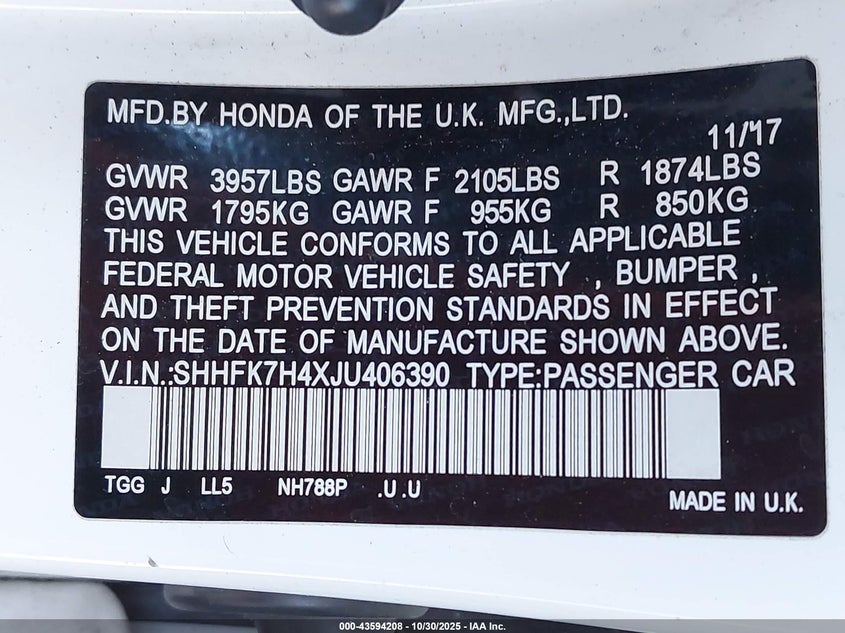 MFD.BY HONDA OF THE U.K. MFG.,LTD.
11/17
GVWR 3957LBS GAWR F 2105LBS R 1874LBS
GVWR 1795KG GAWR F 955KG R 850KG
THIS VEHICLE CONFORMS TO ALL APPLICABLE
FEDERAL MOTOR VEHICLE SAFETY , BUMPER ,
AND THEFT PREVENTION STANDARDS IN EFFECT
ON THE DATE OF MANUFACTURE SHOWN ABOVE.
V.I.N.:SHHFK7H4XJU406390 TYPE:PASSENGER CAR
TGG J LL5 NH788P .U .U
MADE IN U.K.
000-43594208 - 10/30/2025 - IAA Inc.